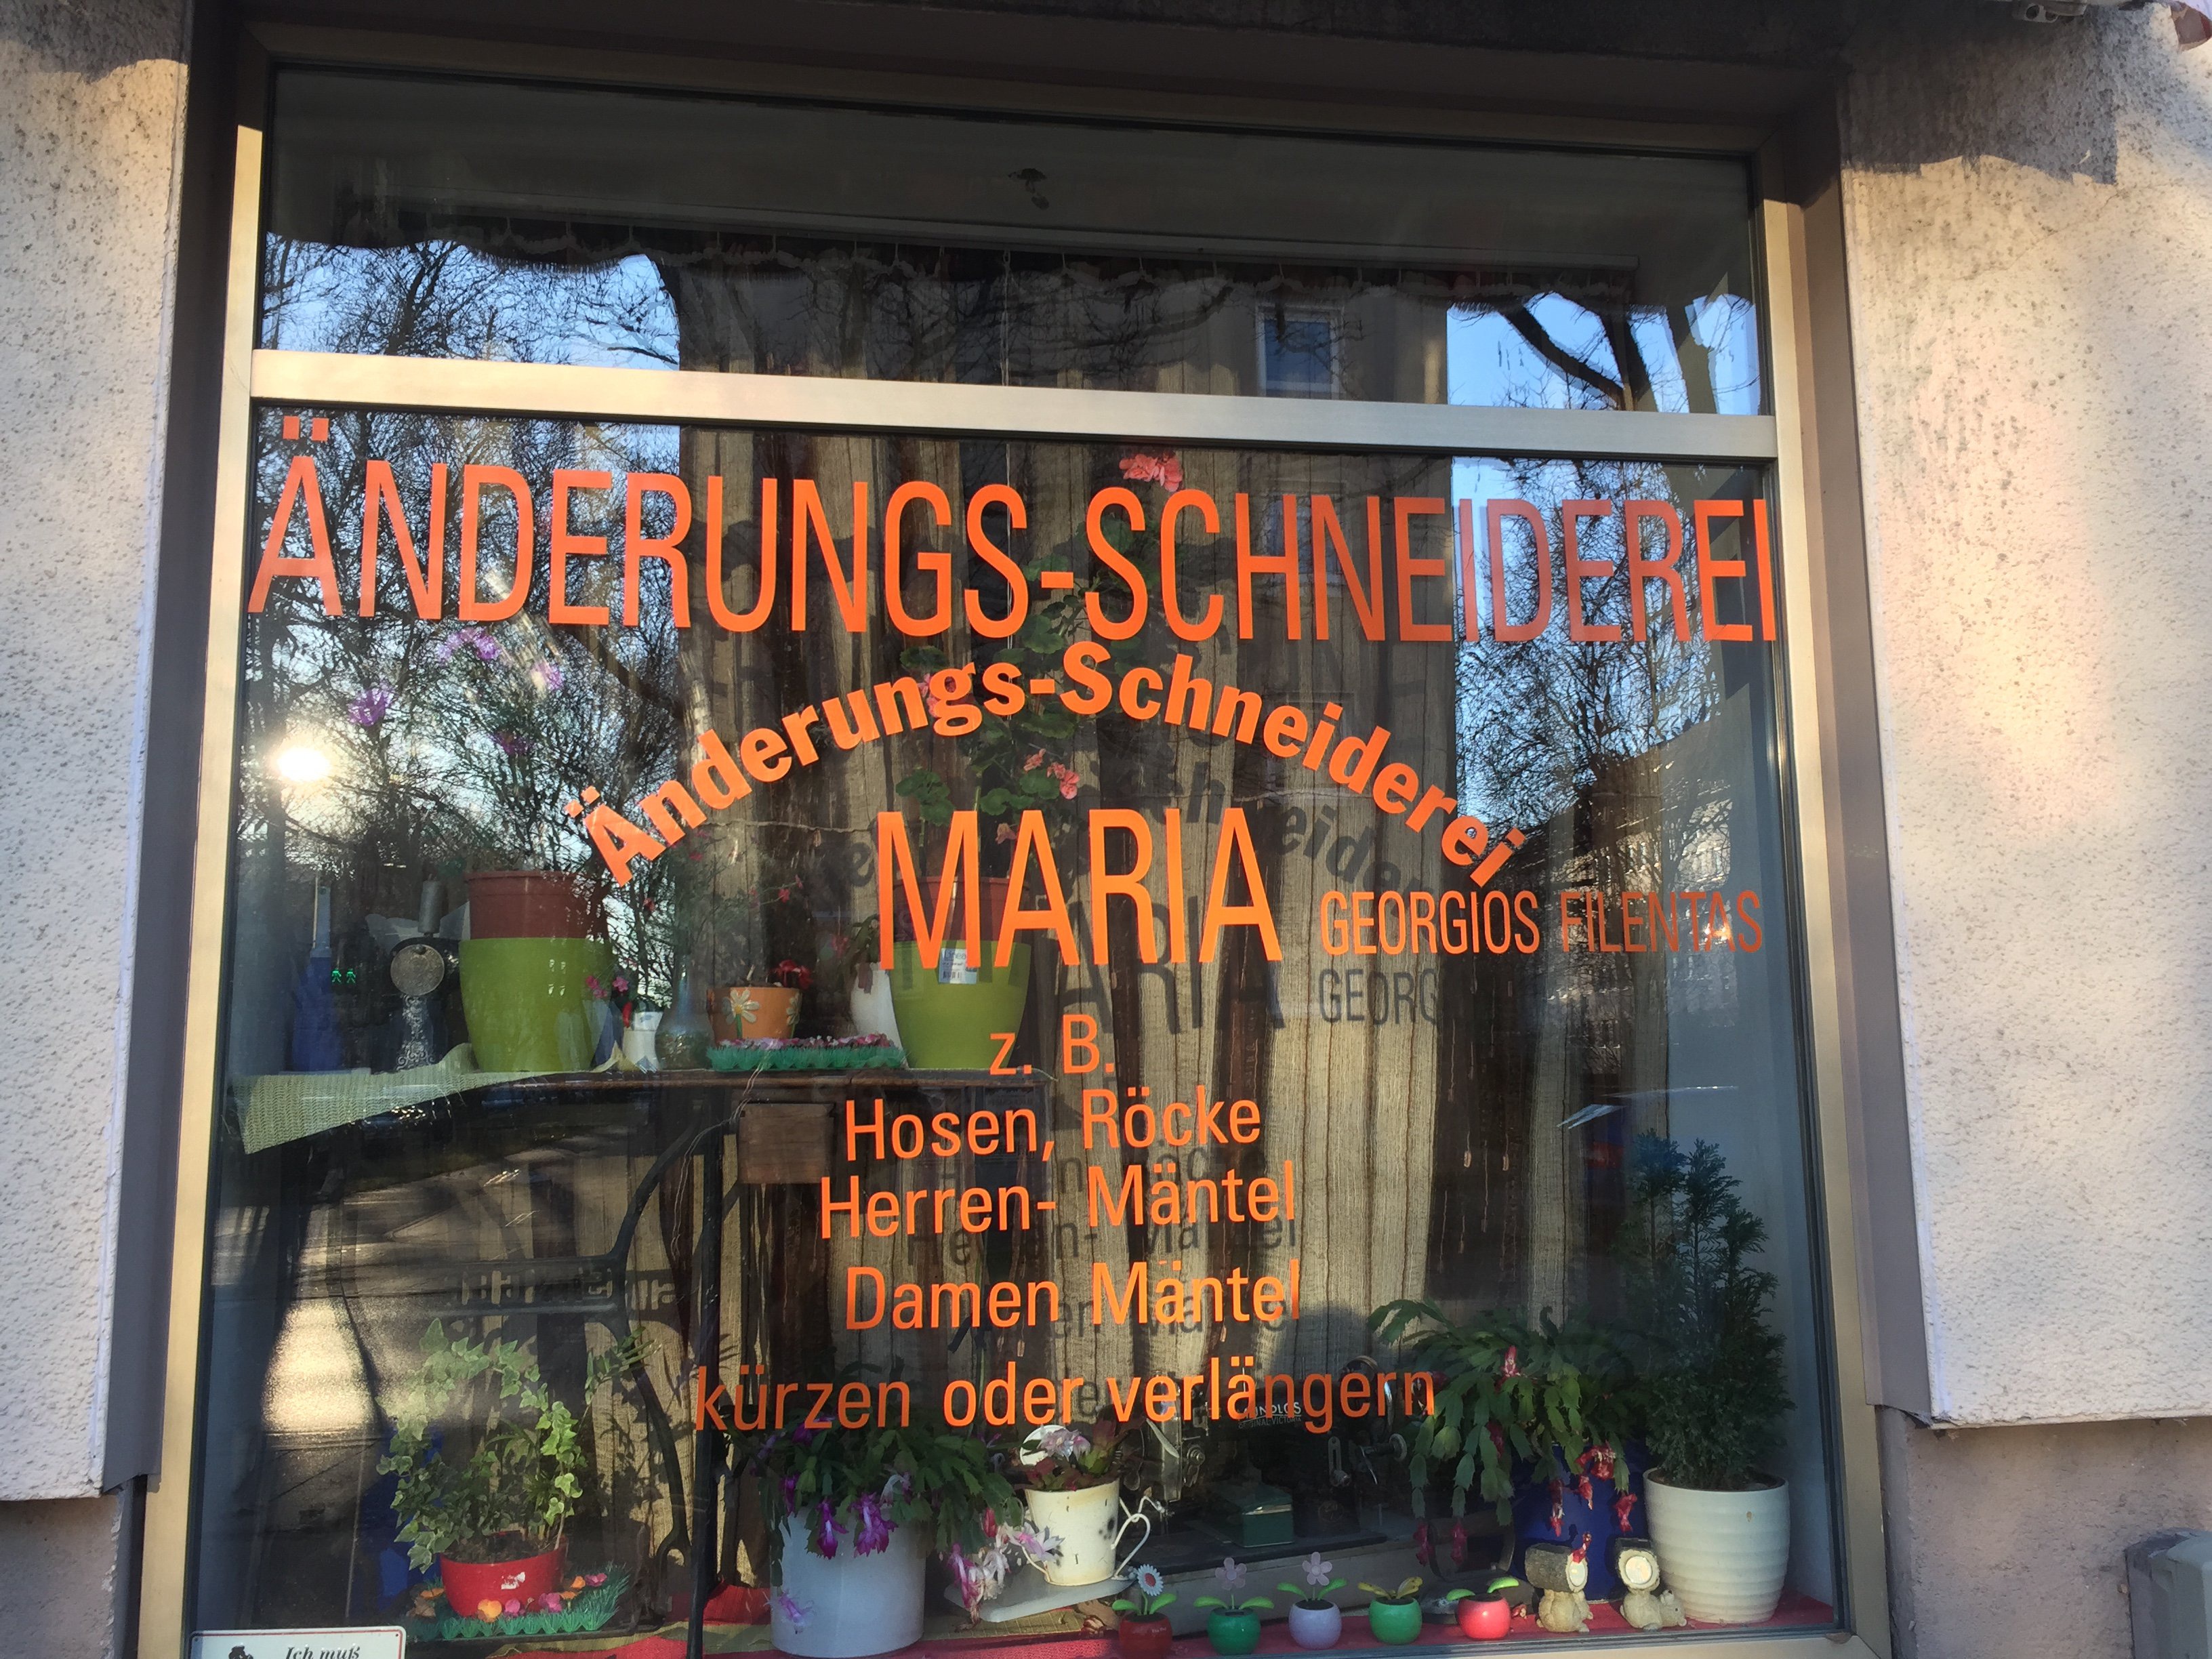 ÄNDERUNGS-SCHNEIDEREI
Änderungs-Schneiderei
MARIA GEORGIOS FILENTAS
z. B.
Hosen, Röcke
Herren- Mäntel
Damen Mäntel
kürzen oder verlängern
Ich muß